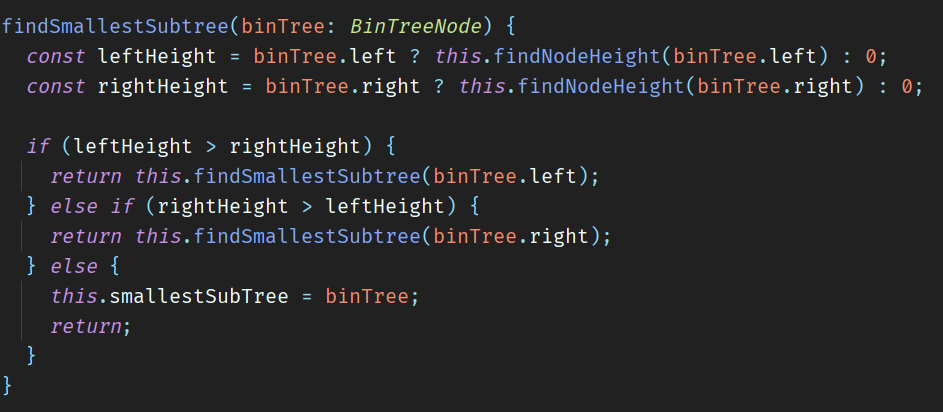 findSmallestSubtree(binTree: BinTreeNode) {
  const leftHeight = binTree.left ? this.findNodeHeight(binTree.left) : 0;
  const rightHeight = binTree.right ? this.findNodeHeight(binTree.right) : 0;

  if (leftHeight > rightHeight) {
    return this.findSmallestSubtree(binTree.left);
  } else if (rightHeight > leftHeight) {
    return this.findSmallestSubtree(binTree.right);
  } else {
    this.smallestSubTree = binTree;
    return;
  }
}